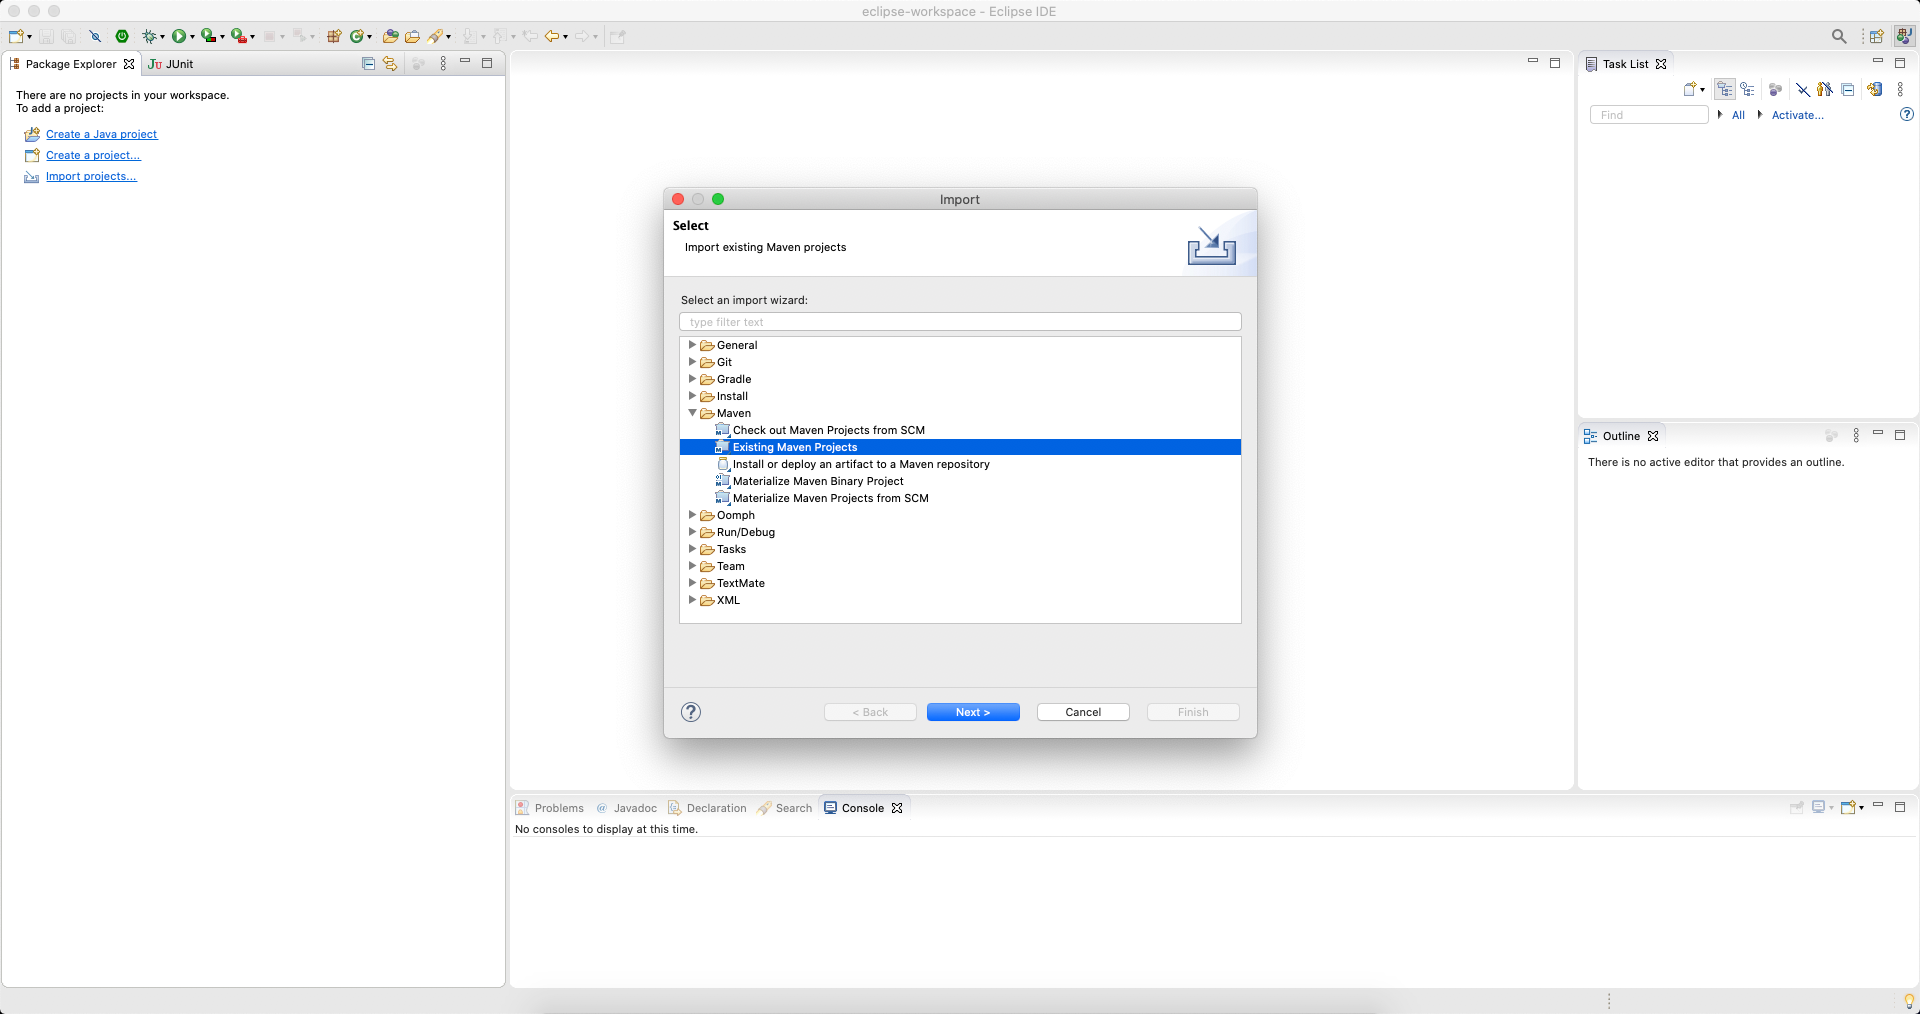 eclipse-workspace - Eclipse IDE
Package Explorer
JUnit
There are no projects in your workspace.
To add a project:
Create a Java project
Create a project...
Import projects...
Task List
Find
All
Activate...
Import
Select
Import existing Maven projects
Select an import wizard:
type filter text
General
Git
Gradle
Install
Maven
Check out Maven Projects from SCM
Existing Maven Projects
Install or deploy an artifact to a Maven repository
Materialize Maven Binary Project
Materialize Maven Projects from SCM
Oomph
Run/Debug
Tasks
Team
TextMate
XML
< Back
Next >
Cancel
Finish
Outline
There is no active editor that provides an outline.
Problems
@ Javadoc
Declaration
Search
Console
No consoles to display at this time.